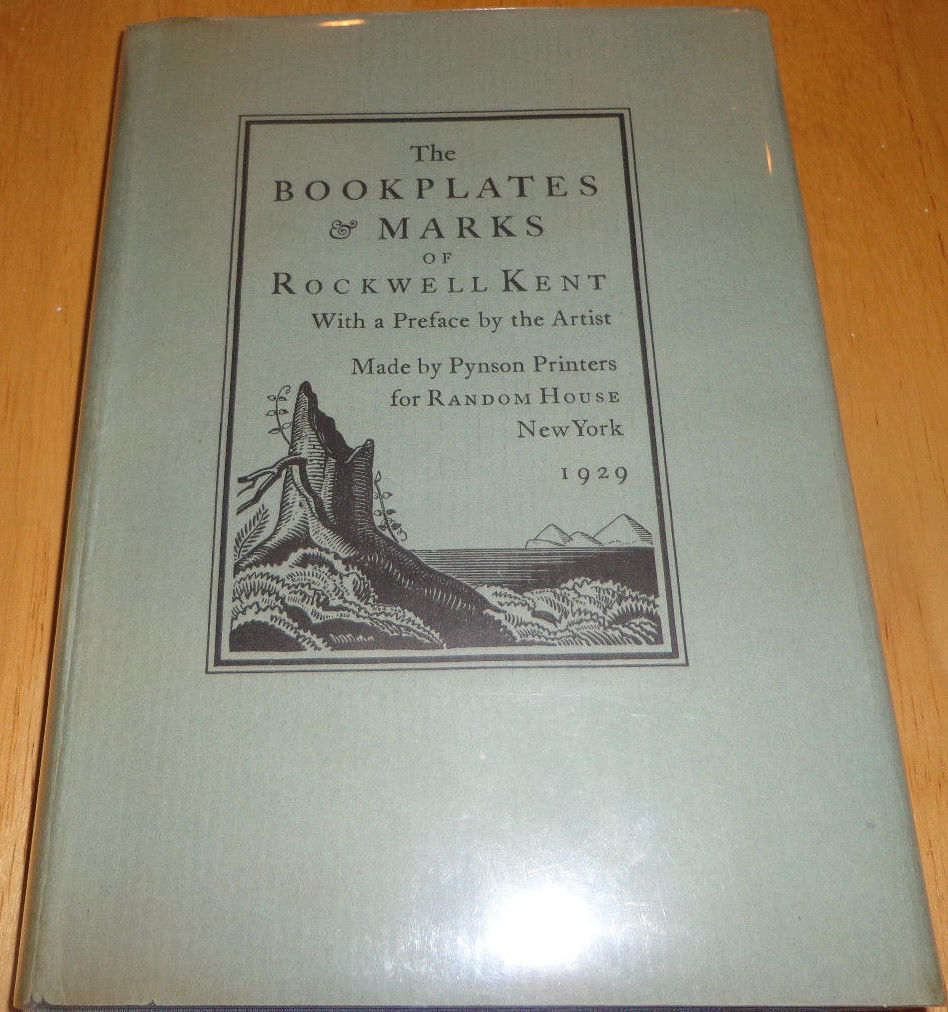 The
BOOKPLATES
& MARKS
OF
ROCKWELL KENT
With a Preface by the Artist
Made by Pynson Printers
for RANDOM HOUSE
New York
1929